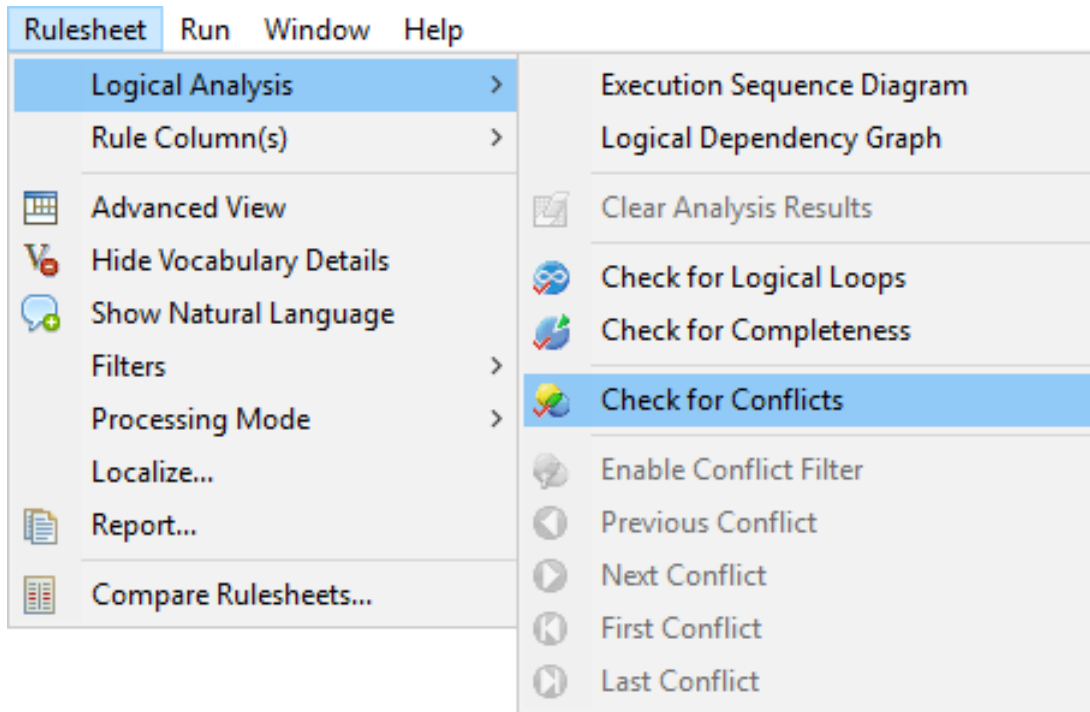 Rulesheet Run Window Help
Logical Analysis
Rule Column(s)
Advanced View
Hide Vocabulary Details
Show Natural Language
Filters
Processing Mode
Localize...
Report...
Compare Rulesheets...
Execution Sequence Diagram
Logical Dependency Graph
Clear Analysis Results
Check for Logical Loops
Check for Completeness
Check for Conflicts
Enable Conflict Filter
Previous Conflict
Next Conflict
First Conflict
Last Conflict